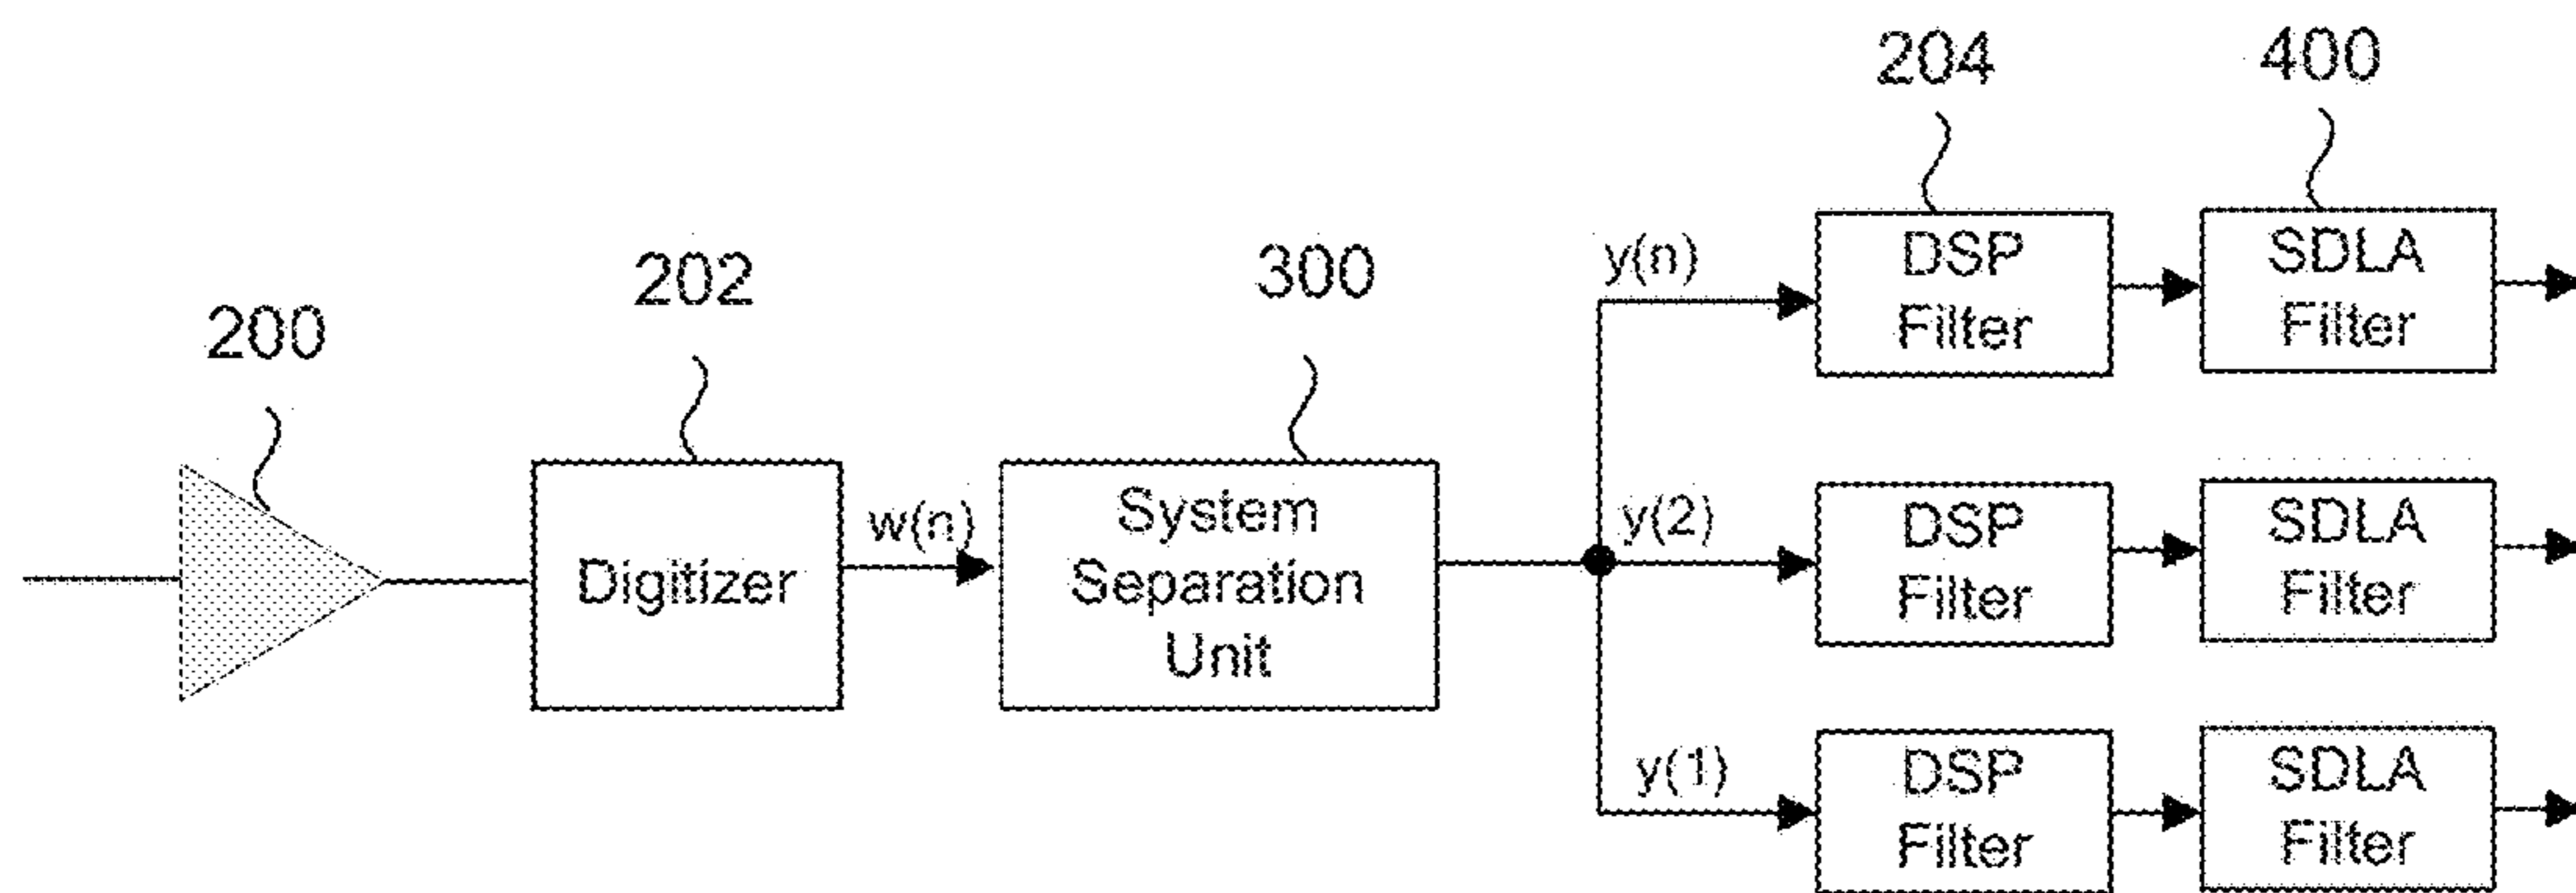 204
400
200
202
300
y(n)
DSP
Filter
SDLA
Filter
Digitizer
w(n)
System
Separation
Unit
y(2)
DSP
Filter
SDLA
Filter
y(1)
DSP
Filter
SDLA
Filter